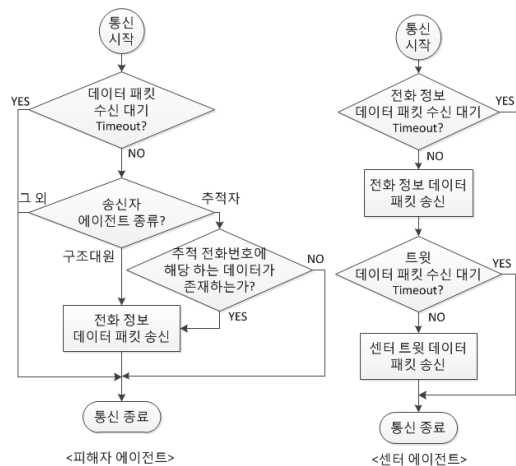 통신
시작
데이터 패킷
수신 대기
Timeout?
YES
NO
송신자
에이전트 종류?
그 외
추적자
구조대원
추적 전화번호에
해당 하는 데이터가
존재하는가?
NO
YES
전화 정보
데이터 패킷 송신
통신 종료
<피해자 에이전트>
통신
시작
전화 정보
데이터 패킷 수신 대기
Timeout?
YES
NO
전화 정보 데이터
패킷 송신
트윗
데이터 패킷 수신 대기
Timeout?
YES
NO
센터 트윗 데이터
패킷 송신
통신 종료
<센터 에이전트>